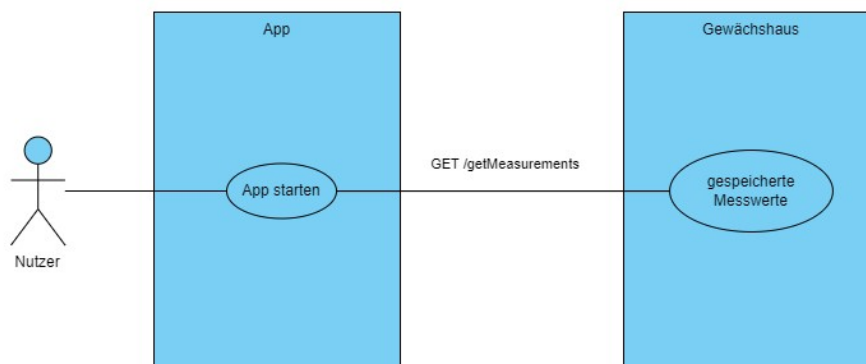 App
Gewächshaus
GET /getMeasurements
App starten
gespeicherte
Messwerte
Nutzer